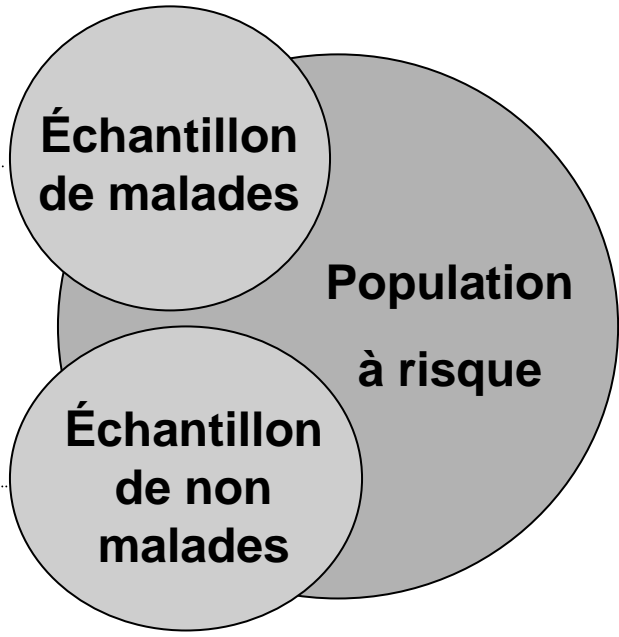 Échantillon
de malades
Population
à risque
Échantillon
de non
malades